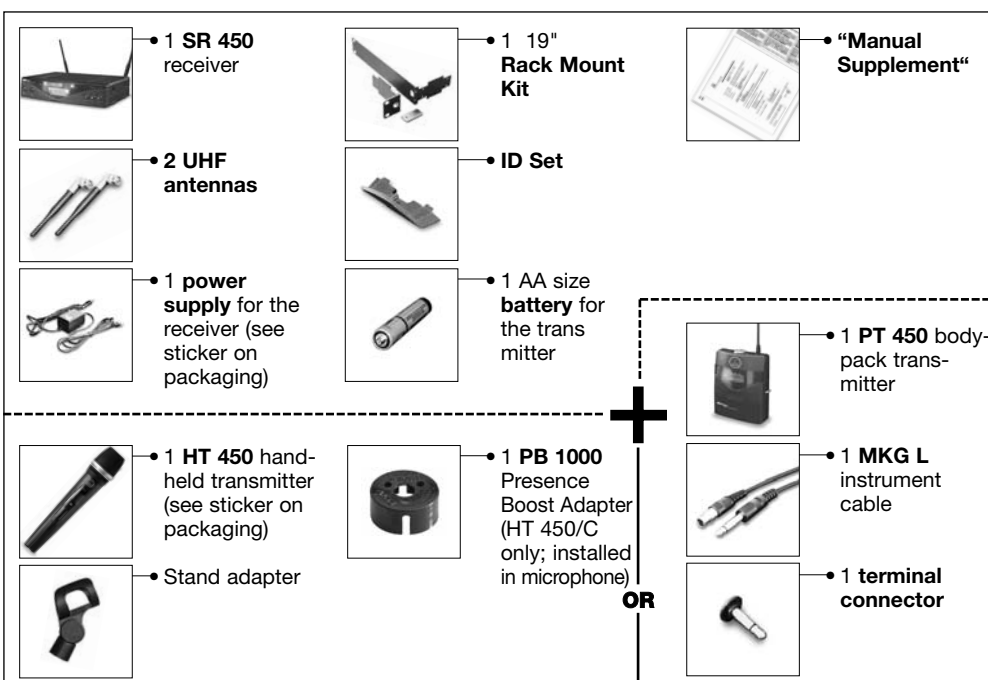 • 1 SR 450
receiver
• 1 19"
Rack Mount
Kit
• “Manual
Supplement“
• 2 UHF
antennas
• ID Set
• 1 power
supply for the
receiver (see
sticker on
packaging)
• 1 AA size
battery for
the trans
mitter
• 1 PT 450 body-
pack trans-
mitter
• 1 HT 450 hand-
held transmitter
(see sticker on
packaging)
• 1 PB 1000
Presence
Boost Adapter
(HT 450/C
only; installed
in microphone)
• 1 MKG L
instrument
cable
• Stand adapter
OR
• 1 terminal
connector